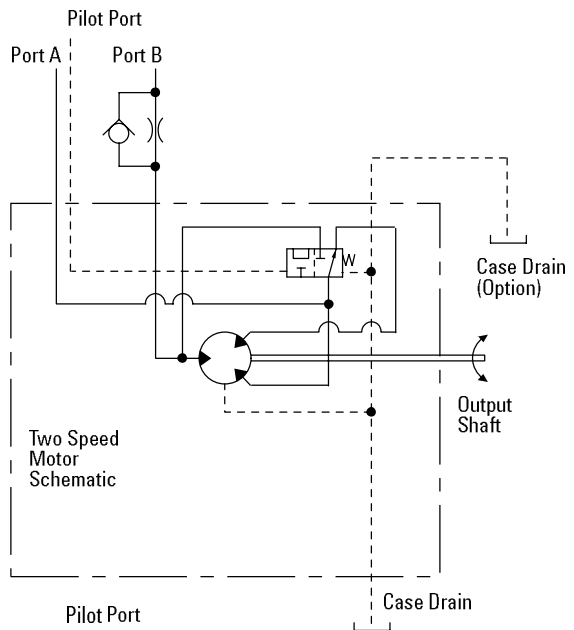 Pilot Port
Port A
Port B
Case Drain
(Option)
Output
Shaft
Two Speed
Motor
Schematic
Case Drain
Pilot Port